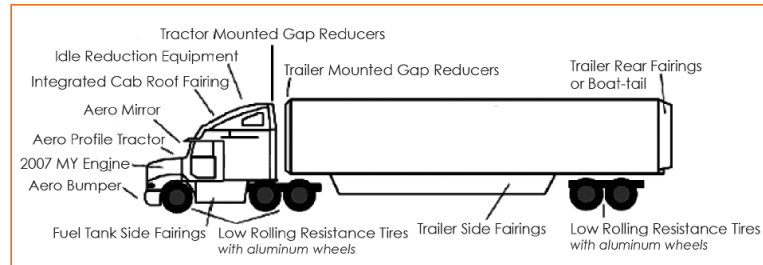 Tractor Mounted Gap Reducers
Idle Reduction Equipment
Integrated Cab Roof Fairing
Trailer Mounted Gap Reducers
Trailer Rear Fairings
or Boat-tail
Aero Mirror
Aero Profile Tractor
2007 MY Engine
Aero Bumper
Fuel Tank Side Fairings
Low Rolling Resistance Tires
with aluminum wheels
Trailer Side Fairings
Low Rolling Resistance Tires
with aluminum wheels